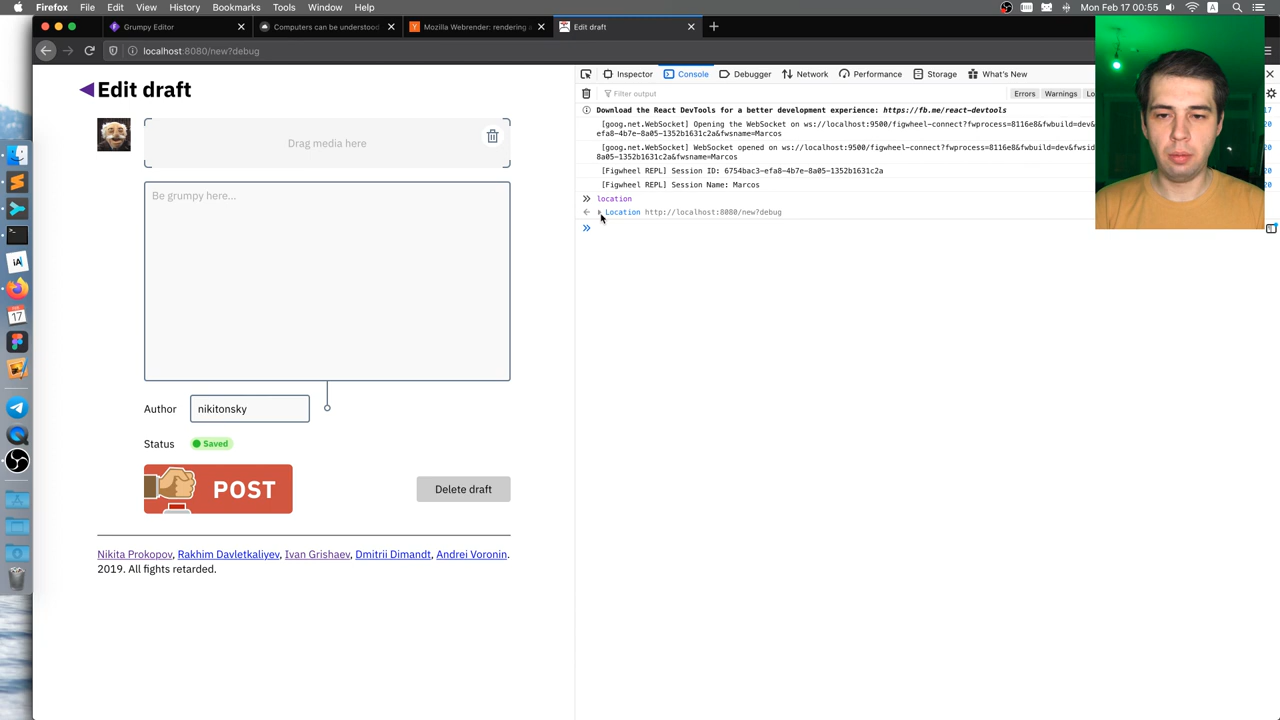 Firefox File Edit View History Bookmarks Tools Window Help
Mon 17 Feb 00:55
Grumpy Editor
Computers can be understood
Mozilla Webrender: rendering a
Edit draft
localhost:8080/new?debug
Edit draft
Drag media here
Be grumpy here...
Author nikitonsky
Status Saved
POST
Delete draft
Nikita Prokopov, Rakhim Davletkaliyev, Ivan Grishaev, Dmitrii Dimandt, Andrei Voronin.
2019. All fights retarded.
Inspector Console Debugger Network Performance Storage What's New
Filter output
Errors Warnings
Download the React DevTools for a better development experience: https://fb.me/react-devtools
[goog.net.WebSocket] Opening the WebSocket on ws://localhost:9500/figwheel-connect?fwprocess=8116e8&fwbuild=dev&
efa8-4b7e-8a05-1352b1631c2a&fwsname=Marcos
[goog.net.WebSocket] WebSocket opened on ws://localhost:9500/figwheel-connect?fwprocess=8116e8&fwbuild=dev&fwsid
8a05-1352b1631c2a&fwsname=Marcos
[Figwheel REPL] Session ID: 6754bac3-efa8-4b7e-8a05-1352b1631c2a
[Figwheel REPL] Session Name: Marcos
location
Location http://localhost:8080/new?debug